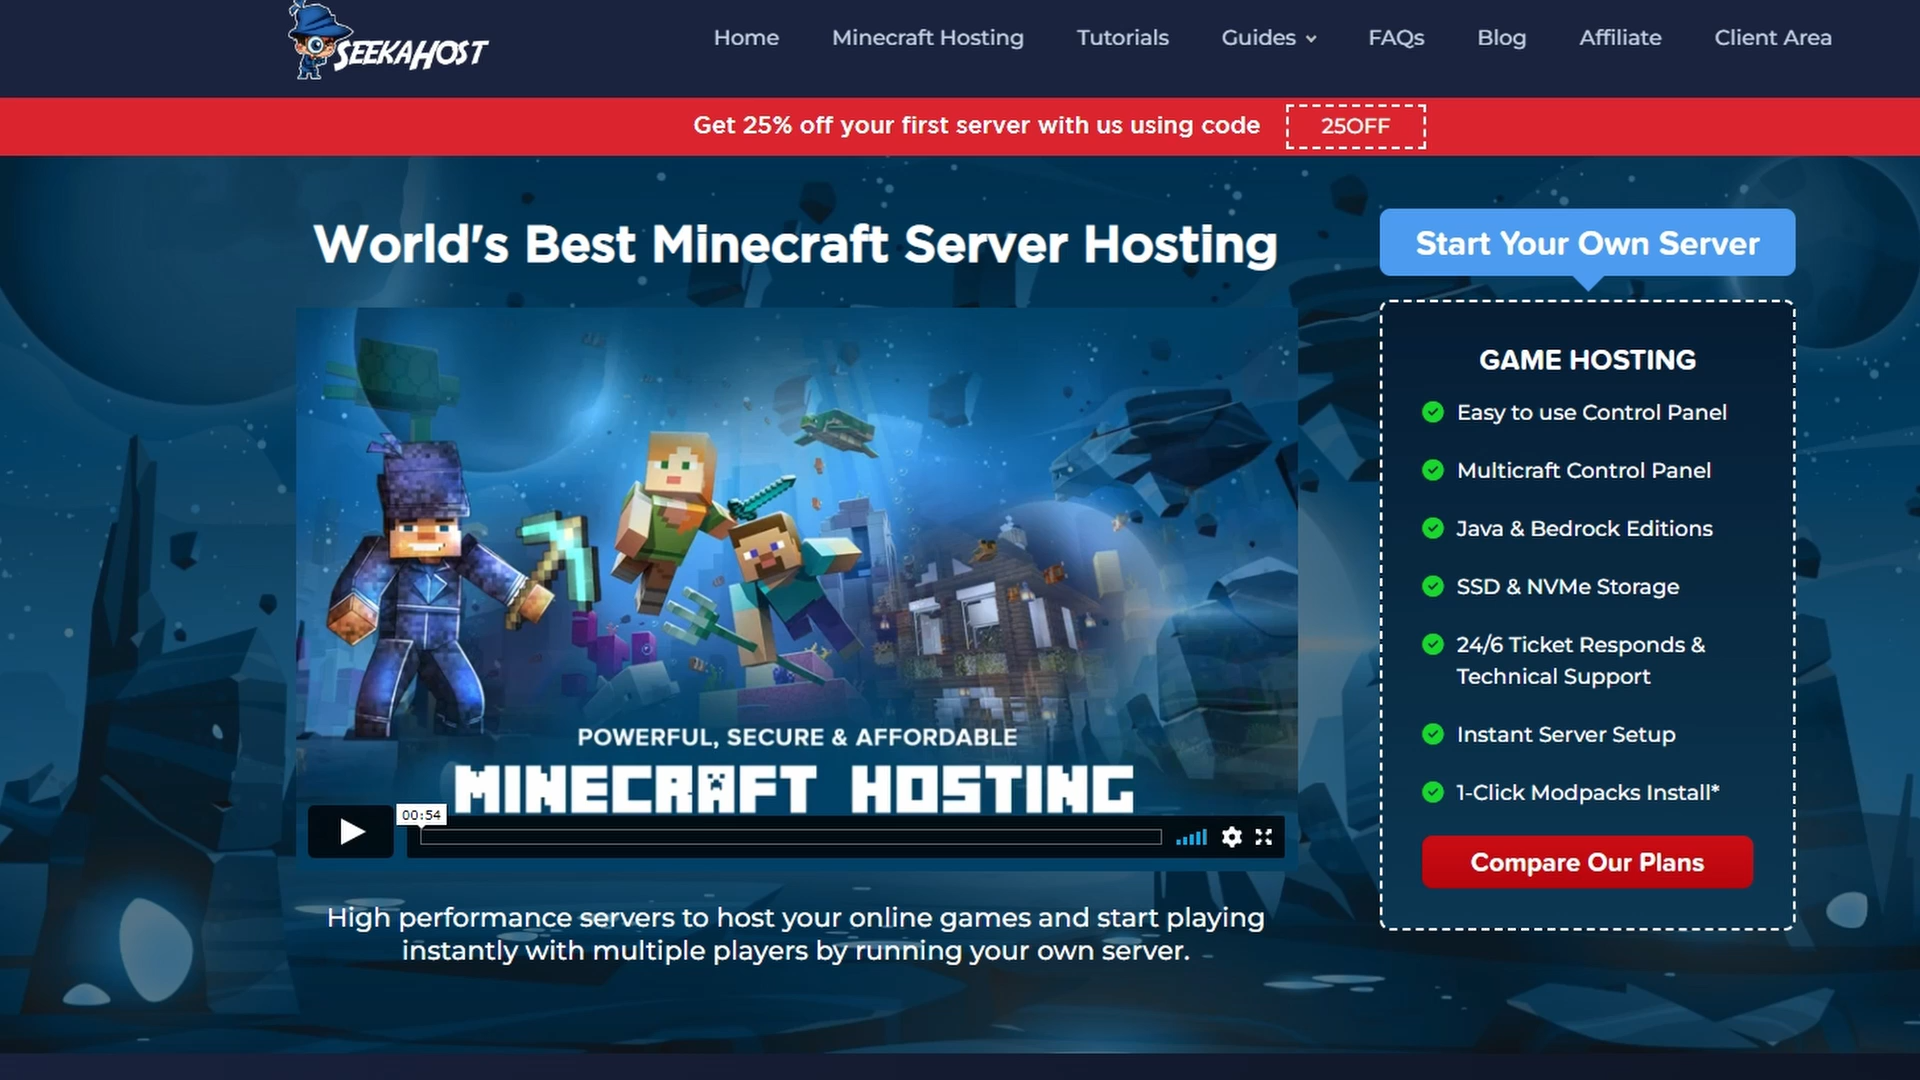 SEEKAHOST
Home
Minecraft Hosting
Tutorials
Guides
FAQs
Blog
Affiliate
Client Area
Get 25% off your first server with us using code
25OFF
World's Best Minecraft Server Hosting
POWERFUL, SECURE & AFFORDABLE
MINECRAFT HOSTING
00:54
High performance servers to host your online games and start playing
instantly with multiple players by running your own server.
Start Your Own Server
GAME HOSTING
Easy to use Control Panel
Multicraft Control Panel
Java & Bedrock Editions
SSD & NVMe Storage
24/6 Ticket Responds &
Technical Support
Instant Server Setup
1-Click Modpacks Install*
Compare Our Plans